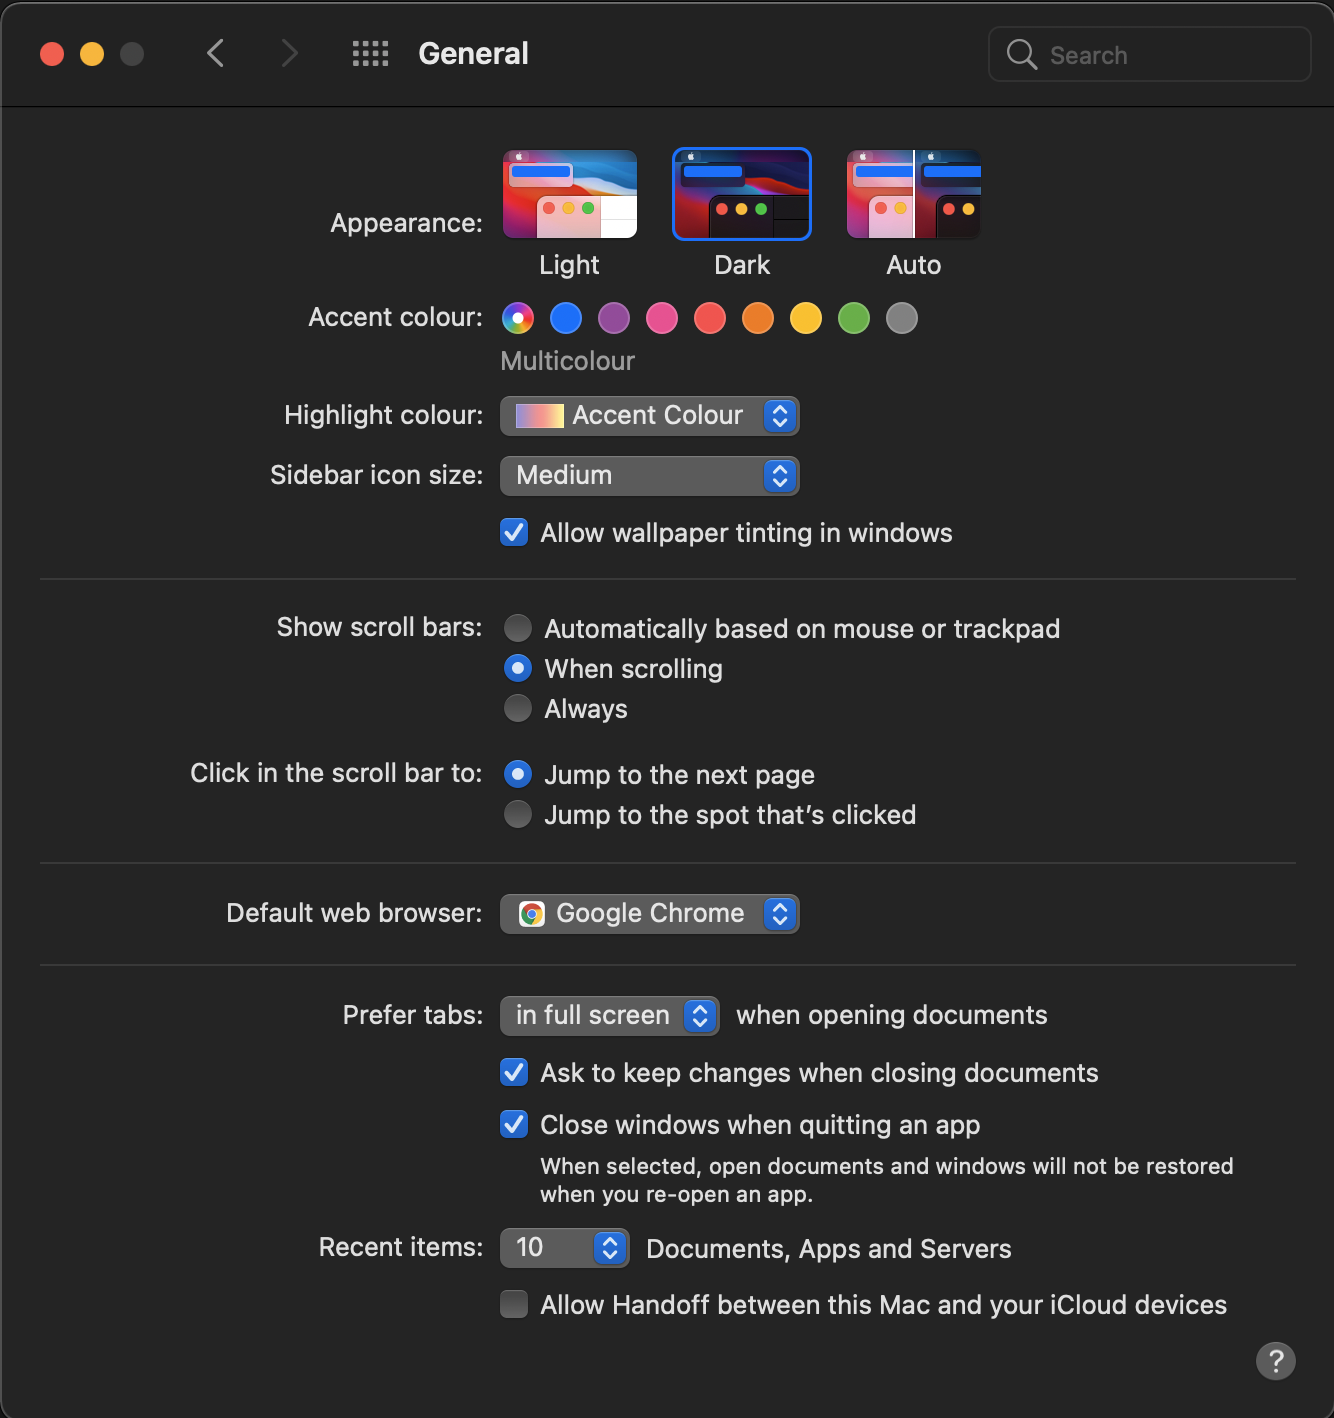 General
Search
Appearance:
Light Dark Auto
Accent colour:
Multicolour
Highlight colour: Accent Colour
Sidebar icon size: Medium
Allow wallpaper tinting in windows
Show scroll bars: Automatically based on mouse or trackpad
When scrolling
Always
Click in the scroll bar to: Jump to the next page
Jump to the spot that’s clicked
Default web browser: Google Chrome
Prefer tabs: in full screen when opening documents
Ask to keep changes when closing documents
Close windows when quitting an app
When selected, open documents and windows will not be restored
when you re-open an app.
Recent items: 10 Documents, Apps and Servers
Allow Handoff between this Mac and your iCloud devices
?